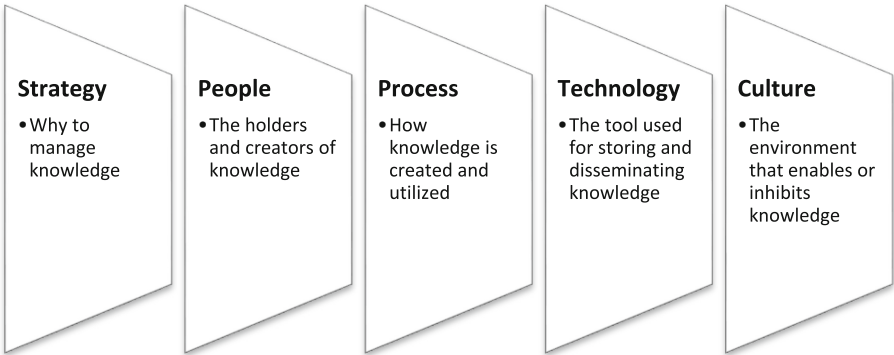 Strategy
•Why to
manage
knowledge
People
•The holders
and creators of
knowledge
Process
•How
knowledge is
created and
utilized
Technology
•The tool used
for storing and
disseminating
knowledge
Culture
•The
environment
that enables or
inhibits
knowledge